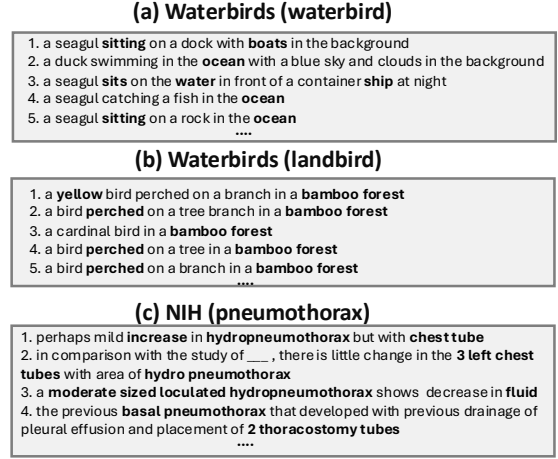 (a) Waterbirds (waterbird)
1. a seagul sitting on a dock with boats in the background
2. a duck swimming in the ocean with a blue sky and clouds in the background
3. a seagul sits on the water in front of a container ship at night
4. a seagul catching a fish in the ocean
5. a seagul sitting on a rock in the ocean
....
(b) Waterbirds (landbird)
1. a yellow bird perched on a branch in a bamboo forest
2. a bird perched on a tree branch in a bamboo forest
3. a cardinal bird in a bamboo forest
4. a bird perched on a tree in a bamboo forest
5. a bird perched on a branch in a bamboo forest
....
(c) NIH (pneumothorax)
1. perhaps mild increase in hydropneumothorax but with chest tube
2. in comparison with the study of ___ , there is little change in the 3 left chest
tubes with area of hydro pneumothorax
3. a moderate sized loculated hydropneumothorax shows decrease in fluid
4. the previous basal pneumothorax that developed with previous drainage of
pleural effusion and placement of 2 thoracostomy tubes
....